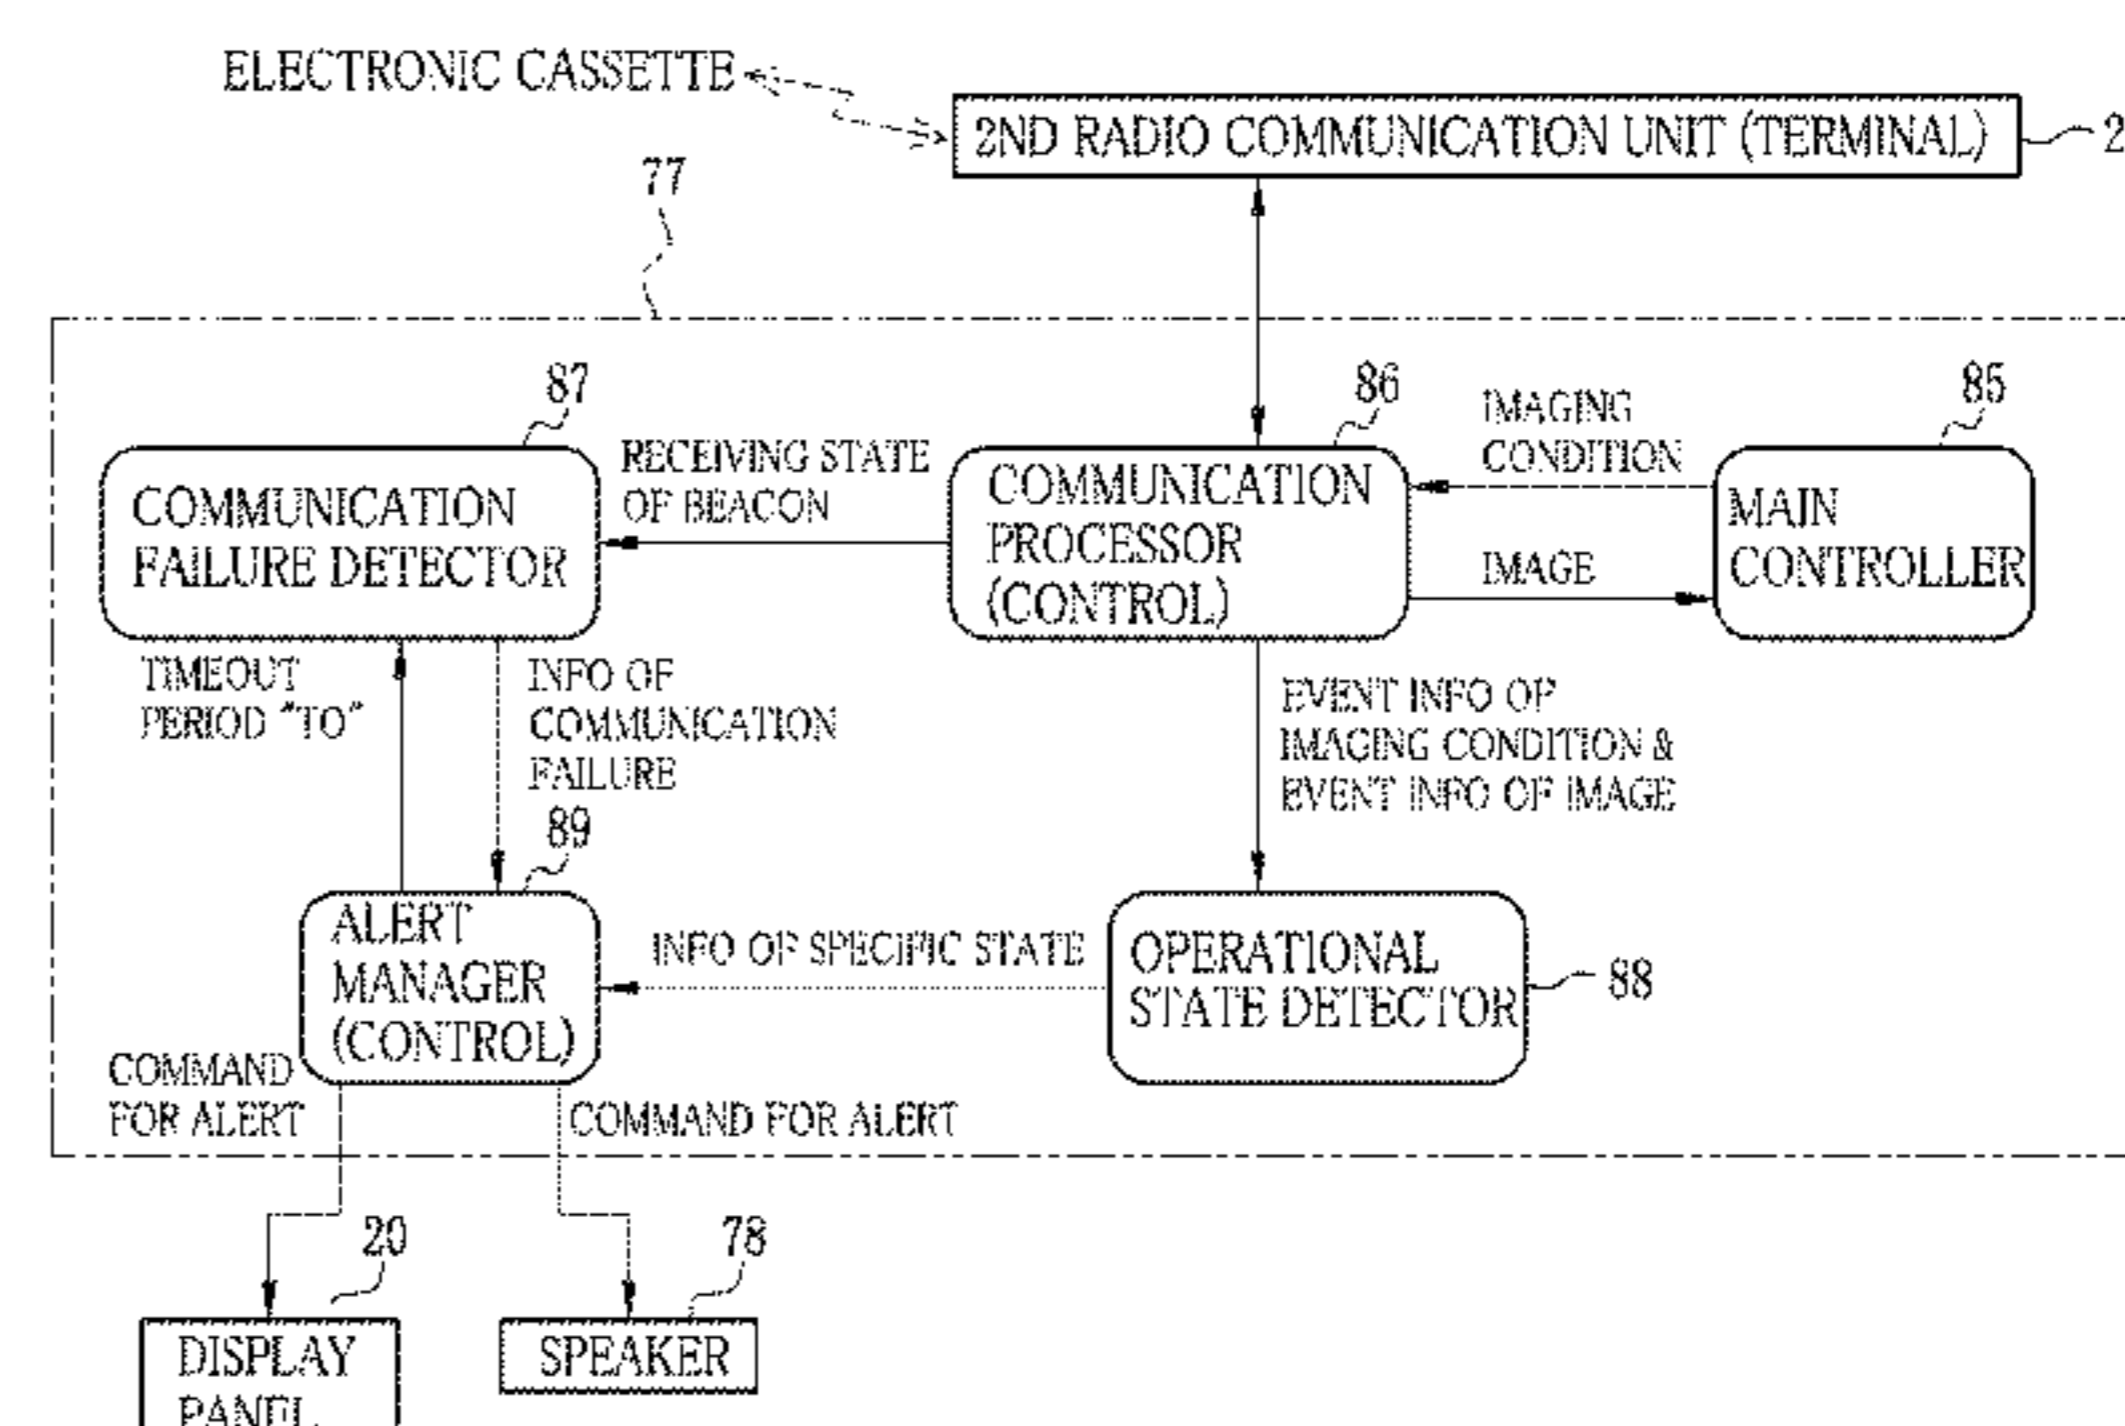 ELECTRONIC CASSETTE
2ND RADIO COMMUNICATION UNIT (TERMINAL)
2
77
87
86
85
IMAGING
CONDITION
RECEIVING STATE
OF BEACON
COMMUNICATION
FAILURE DETECTOR
COMMUNICATION
PROCESSOR
(CONTROL)
MAIN
CONTROLLER
IMAGE
TIMEOUT
PERIOD "TO"
INFO OF
COMMUNICATION
FAILURE
EVENT INFO OF
IMAGING CONDITION &
EVENT INFO OF IMAGE
89
ALERT
MANAGER
(CONTROL)
INFO OF SPECIFIC STATE
OPERATIONAL
STATE DETECTOR
88
COMMAND
FOR ALERT
COMMAND FOR ALERT
20
78
DISPLAY
PANEL
SPEAKER